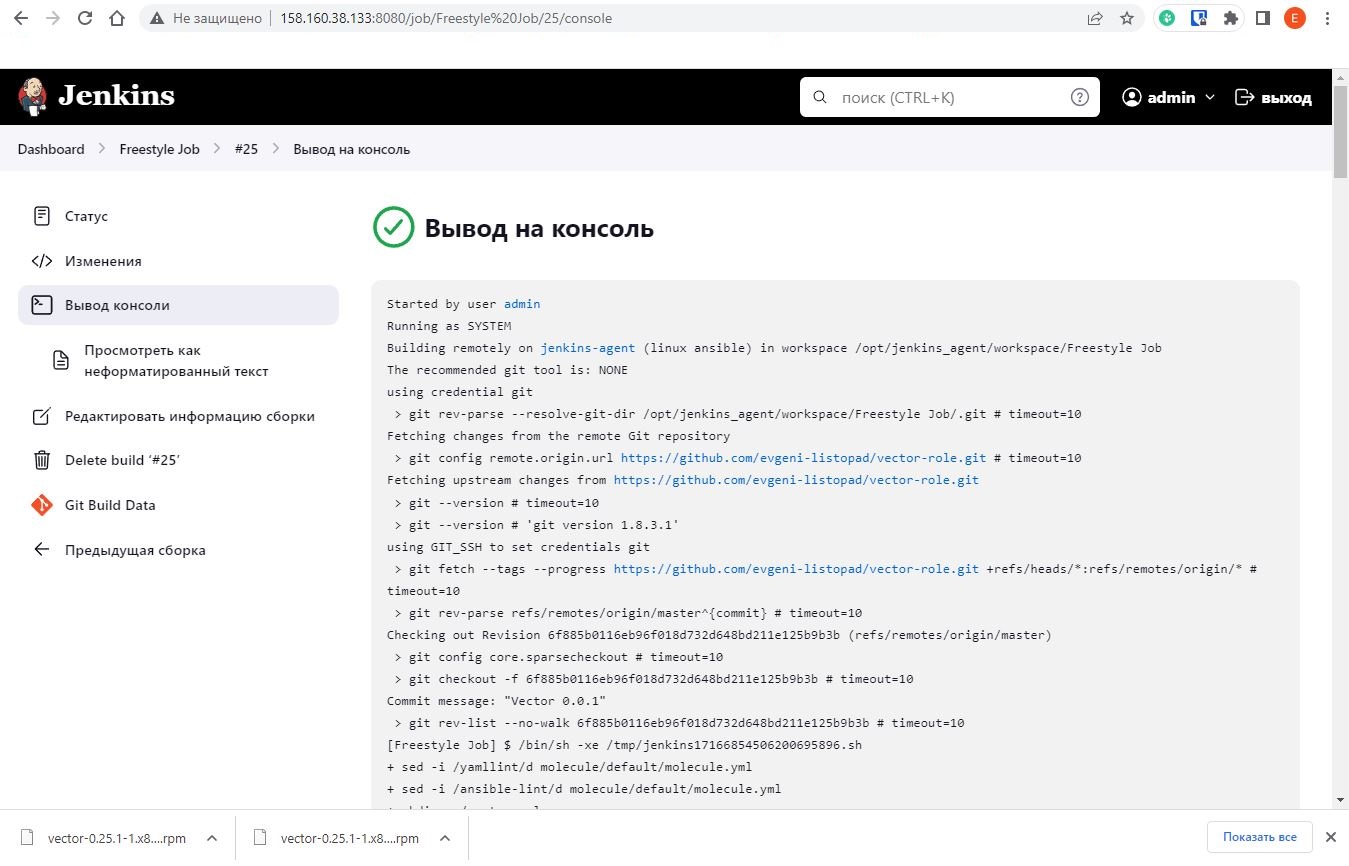 Не защищено
158.160.38.133:8080/job/Freestyle%20Job/25/console
E
Jenkins
поиск (CTRL+K)
admin
выход
Dashboard
Freestyle Job
#25
Вывод на консоль
Статус
Изменения
Вывод консоли
Просмотреть как
неформатированный текст
Редактировать информацию сборки
Delete build ‘#25’
Git Build Data
Предыдущая сборка
Вывод на консоль
Started by user admin
Running as SYSTEM
Building remotely on jenkins-agent (linux ansible) in workspace /opt/jenkins_agent/workspace/Freestyle Job
The recommended git tool is: NONE
using credential git
> git rev-parse --resolve-git-dir /opt/jenkins_agent/workspace/Freestyle Job/.git # timeout=10
Fetching changes from the remote Git repository
> git config remote.origin.url https://github.com/evgeni-listopad/vector-role.git # timeout=10
Fetching upstream changes from https://github.com/evgeni-listopad/vector-role.git
> git --version # timeout=10
> git --version # 'git version 1.8.3.1'
using GIT_SSH to set credentials git
> git fetch --tags --progress https://github.com/evgeni-listopad/vector-role.git +refs/heads/*:refs/remotes/origin/* #
timeout=10
> git rev-parse refs/remotes/origin/master^{commit} # timeout=10
Checking out Revision 6f885b0116eb96f018d732d648bd211e125b9b3b (refs/remotes/origin/master)
> git config core.sparsecheckout # timeout=10
> git checkout -f 6f885b0116eb96f018d732d648bd211e125b9b3b # timeout=10
Commit message: "Vector 0.0.1"
> git rev-list --no-walk 6f885b0116eb96f018d732d648bd211e125b9b3b # timeout=10
[Freestyle Job] $ /bin/sh -xe /tmp/jenkins17166854506200695896.sh
+ sed -i /yamllint/d molecule/default/molecule.yml
+ sed -i /ansible-lint/d molecule/default/molecule.yml
vector-0.25.1-1.x8....rpm
vector-0.25.1-1.x8....rpm
Показать все